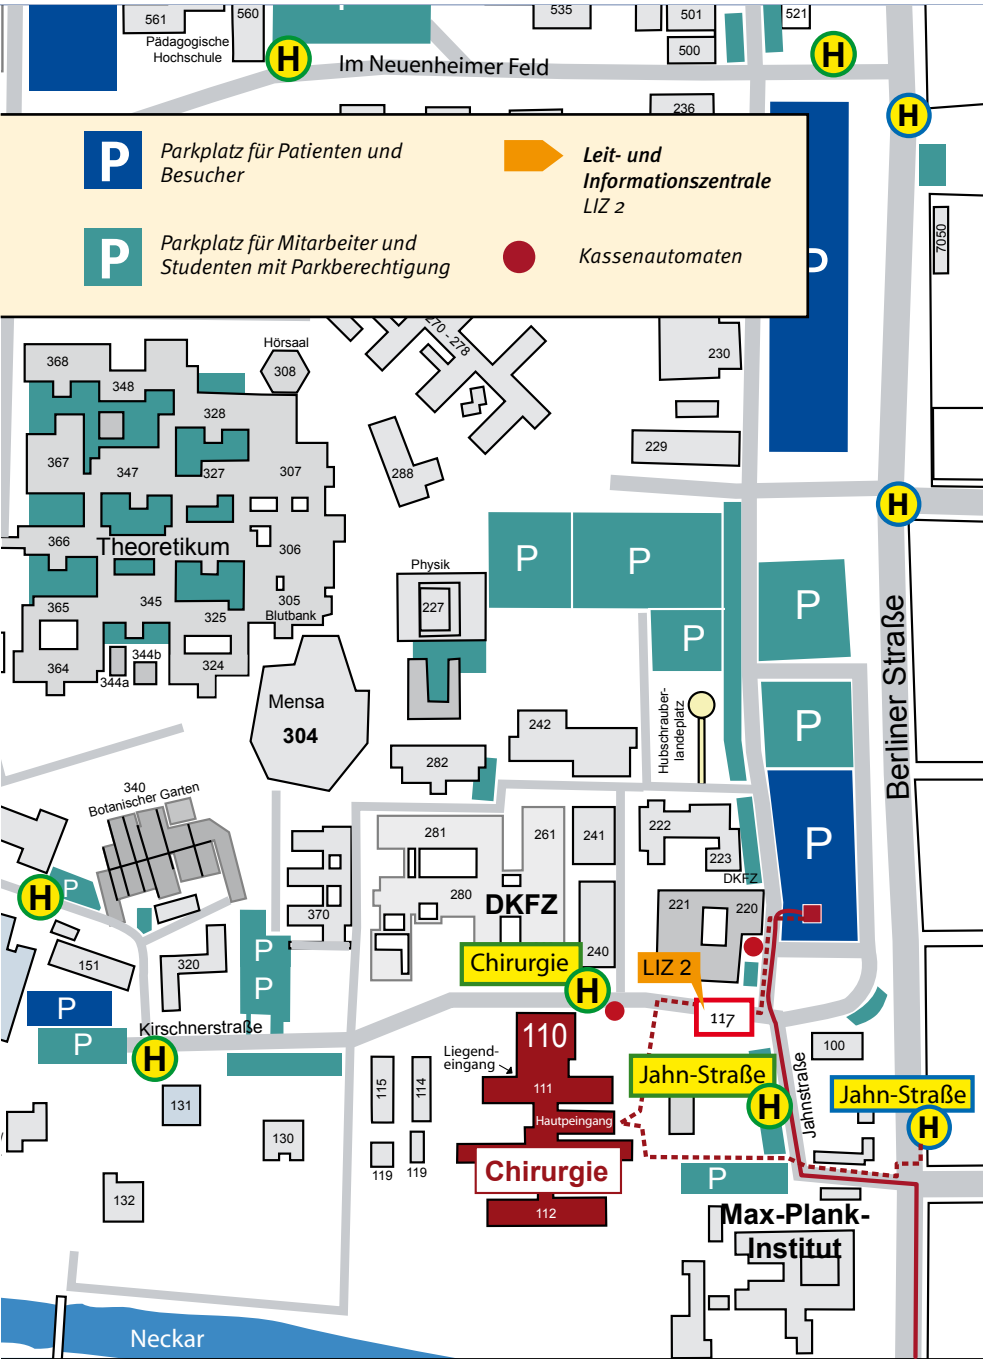 561
560
535
501
521
500
Pädagogische
Hochschule
H
H
Im Neuenheimer Feld
236
H
P
Parkplatz für Patienten und
Besucher
Leit- und
Informationszentrale
LIZ 2
P
Parkplatz für Mitarbeiter und
Studenten mit Parkberechtigung
Kassenautomaten
P
7050
270 - 278
230
Hörsaal
308
368
348
328
229
367
347
327
307
288
H
366
Theoretikum
306
P
P
Physik
227
365
345
325
305
Blutbank
P
P
344b
364
344a
324
Berliner Straße
Mensa
304
Hubschrauber-
landeplatz
242
P
282
340
Botanischer Garten
281
261
241
222
223
DKFZ
P
H
P
280
DKFZ
221
220
370
151
320
P
P
240
Chirurgie
H
LIZ 2
117
P
P
Kirschnerstraße
H
110
Liegend-
eingang
111
Hautpeingang
115
114
100
Jahn-Straße
H
Jahnstraße
Jahn-Straße
H
131
130
119
119
Chirurgie
P
132
112
Max-Plank-
Institut
Neckar